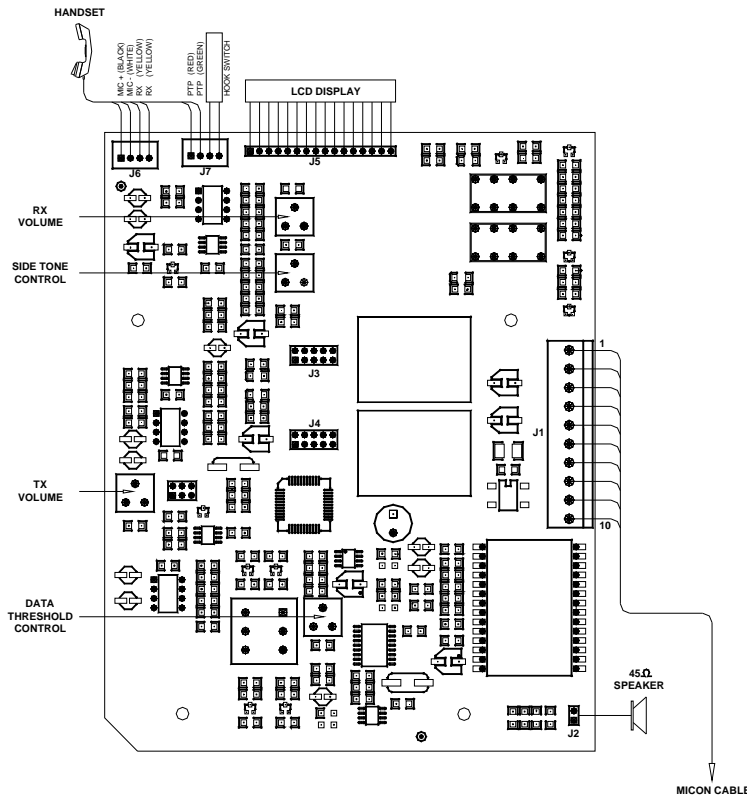 HANDSET
MIC + (BLACK)
MIC - (WHITE)
RX (YELLOW)
RX (YELLOW)
PTP (RED)
PTP (GREEN)
HOOK SWITCH
LCD DISPLAY
J6
J7
J5
RX
VOLUME
SIDE TONE
CONTROL
1
J3
J1
J4
TX
VOLUME
10
DATA
THRESHOLD
CONTROL
45Ω
SPEAKER
J2
MICON CABLE